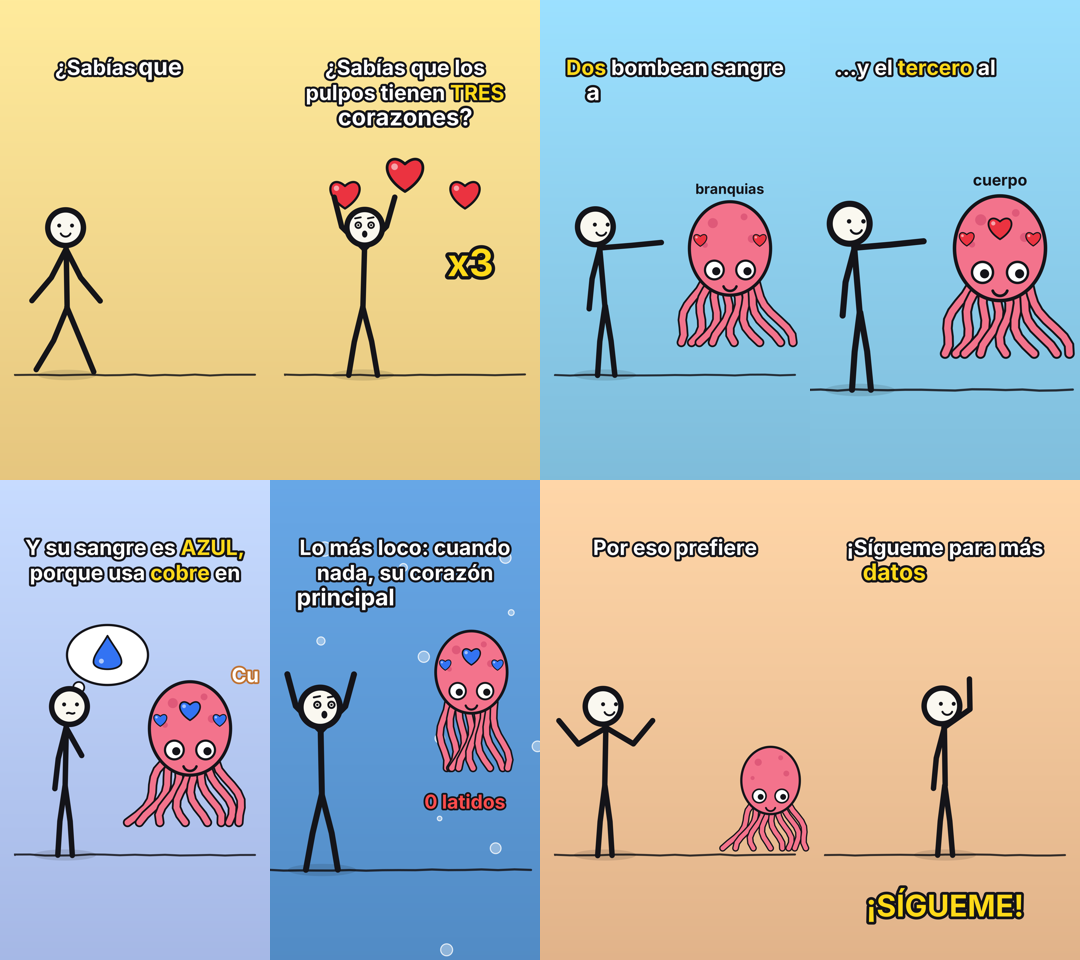 ¿Sabías que
¿Sabías que los
pulpos tienen TRES
corazones?
x3
Dos bombean sangre
a
branquias
...y el tercero al
cuerpo
Y su sangre es AZUL,
porque usa cobre en
Cu
Lo más loco: cuando
nada, su corazón
principal
0 latidos
Por eso prefiere
¡Sígueme para más
datos
¡SÍGUEME!